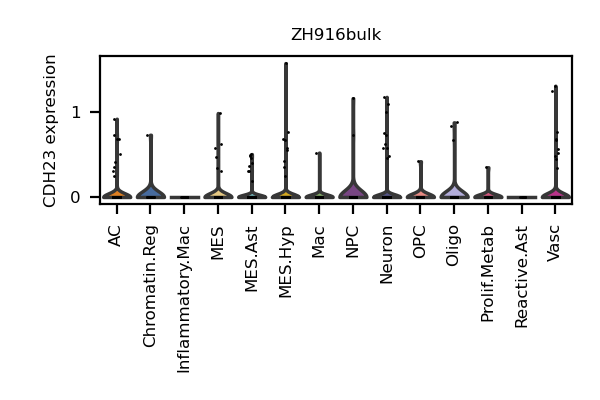 ZH916bulk
CDH23 expression
1
0
AC
Chromatin.Reg
Inflammatory.Mac
MES
MES.Ast
MES.Hyp
Mac
NPC
Neuron
OPC
Oligo
Prolif.Metab
Reactive.Ast
Vasc